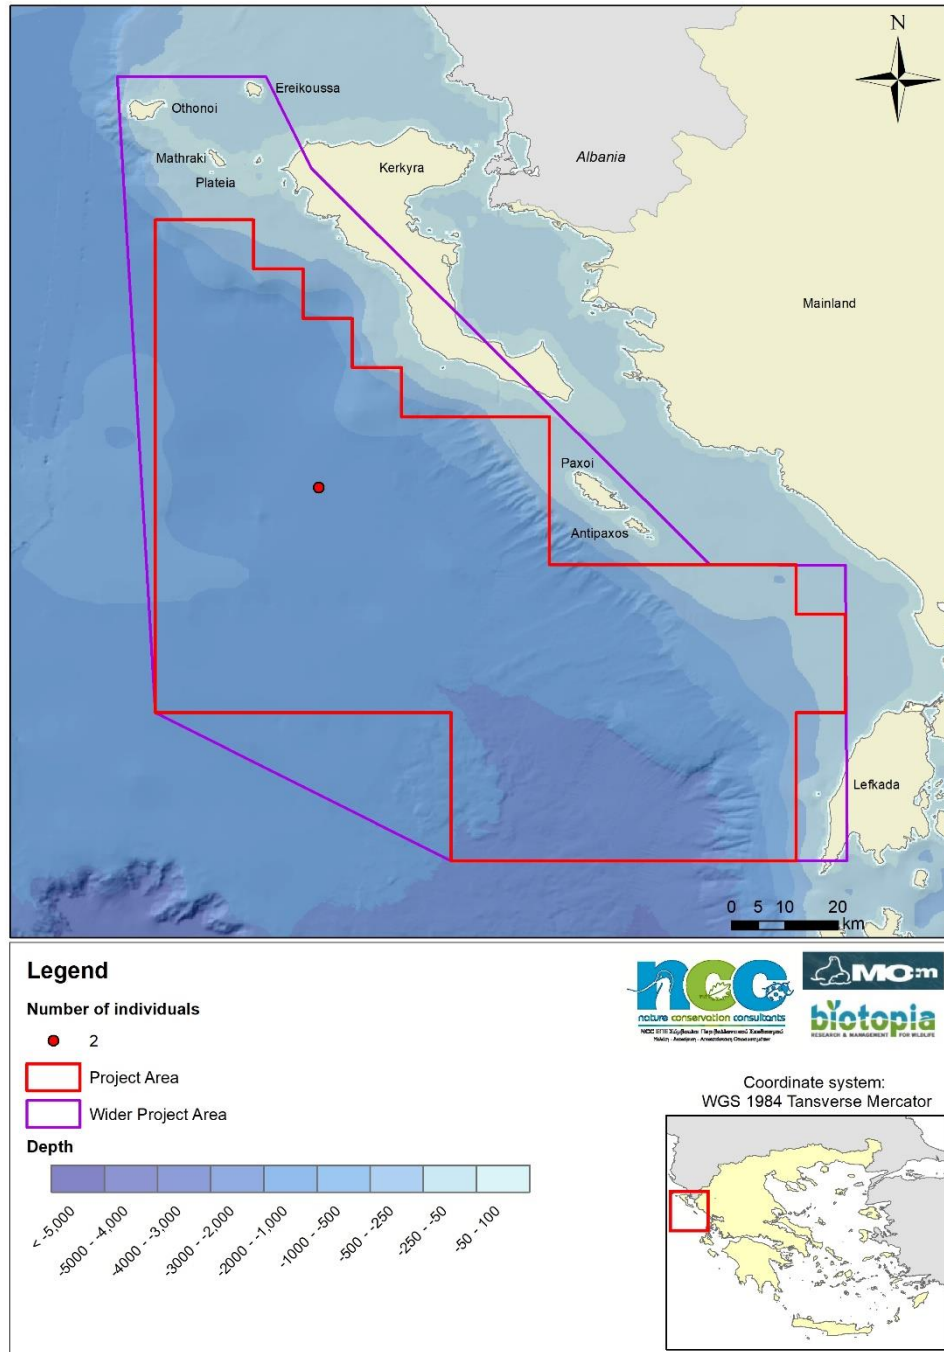 N
Ereikoussa
Othonoi
Mathraki
Plateia
Kerkyra
Albania
Mainland
Paxoi
Antipaxos
Lefkada
0 5 10 20
km
Legend
Number of individuals
2
Project Area
Wider Project Area
Depth
< -5,000
-5000 - -4,000
-4000 - -3,000
-3000 - -2,000
-2000 - -1,000
-1000 - -500
-500 - -250
-250 - -50
-50 - 100
ncc
nature conservation consultants
MO:m
biotopia
RESEARCH & MANAGEMENT FOR WILDLIFE
Coordinate system:
WGS 1984 Tansverse Mercator